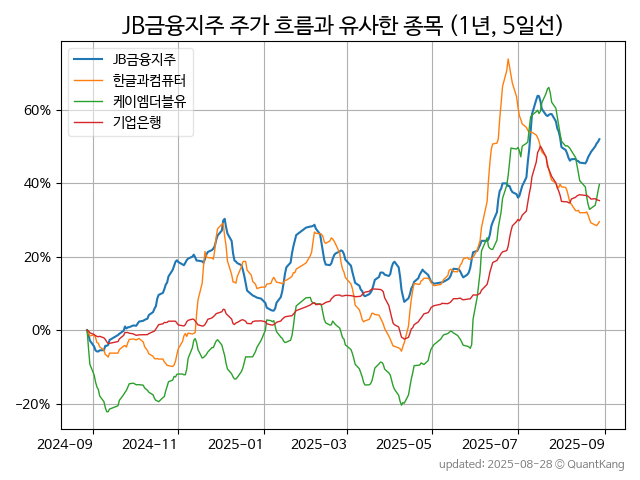 JB금융지주 주가 흐름과 유사한 종목 (1년, 5일선)
JB금융지주
한글과컴퓨터
케이엠더블유
기업은행
60%
40%
20%
0%
−20%
2024-09 2024-11 2025-01 2025-03 2025-05 2025-07 2025-09
updated: 2025-08-28 © QuantKang